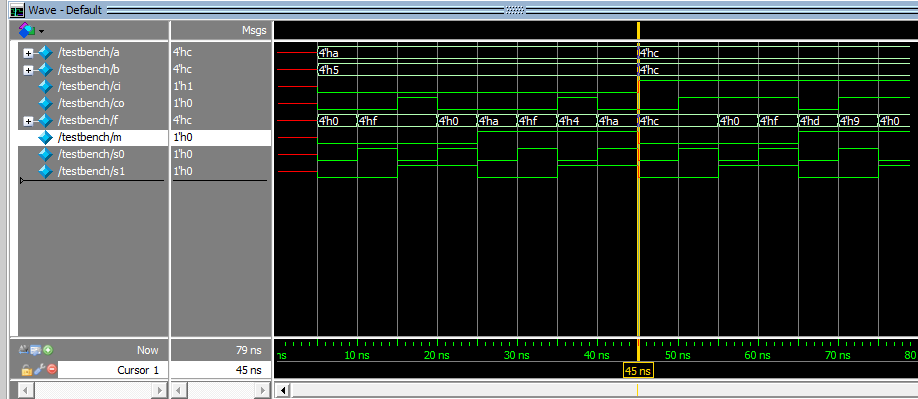 Wave - Default
Msgs
/testbench/a 4'hc 4'ha 4'hc
/testbench/b 4'hc 4'h5 4'hc
/testbench/ci 1'h1
/testbench/co 1'h0
/testbench/f 4'hc 4'h0 4'hf 4'h0 4'ha 4'hf 4'h4 4'ha 4'hc 4'h0 4'hf 4'hd 4'h9 4'h0
/testbench/m 1'h0
/testbench/s0 1'h0
/testbench/s1 1'h0
Now 79 ns ns 10 ns 20 ns 30 ns 40 ns 50 ns 60 ns 70 ns 80
Cursor 1 45 ns 45 ns